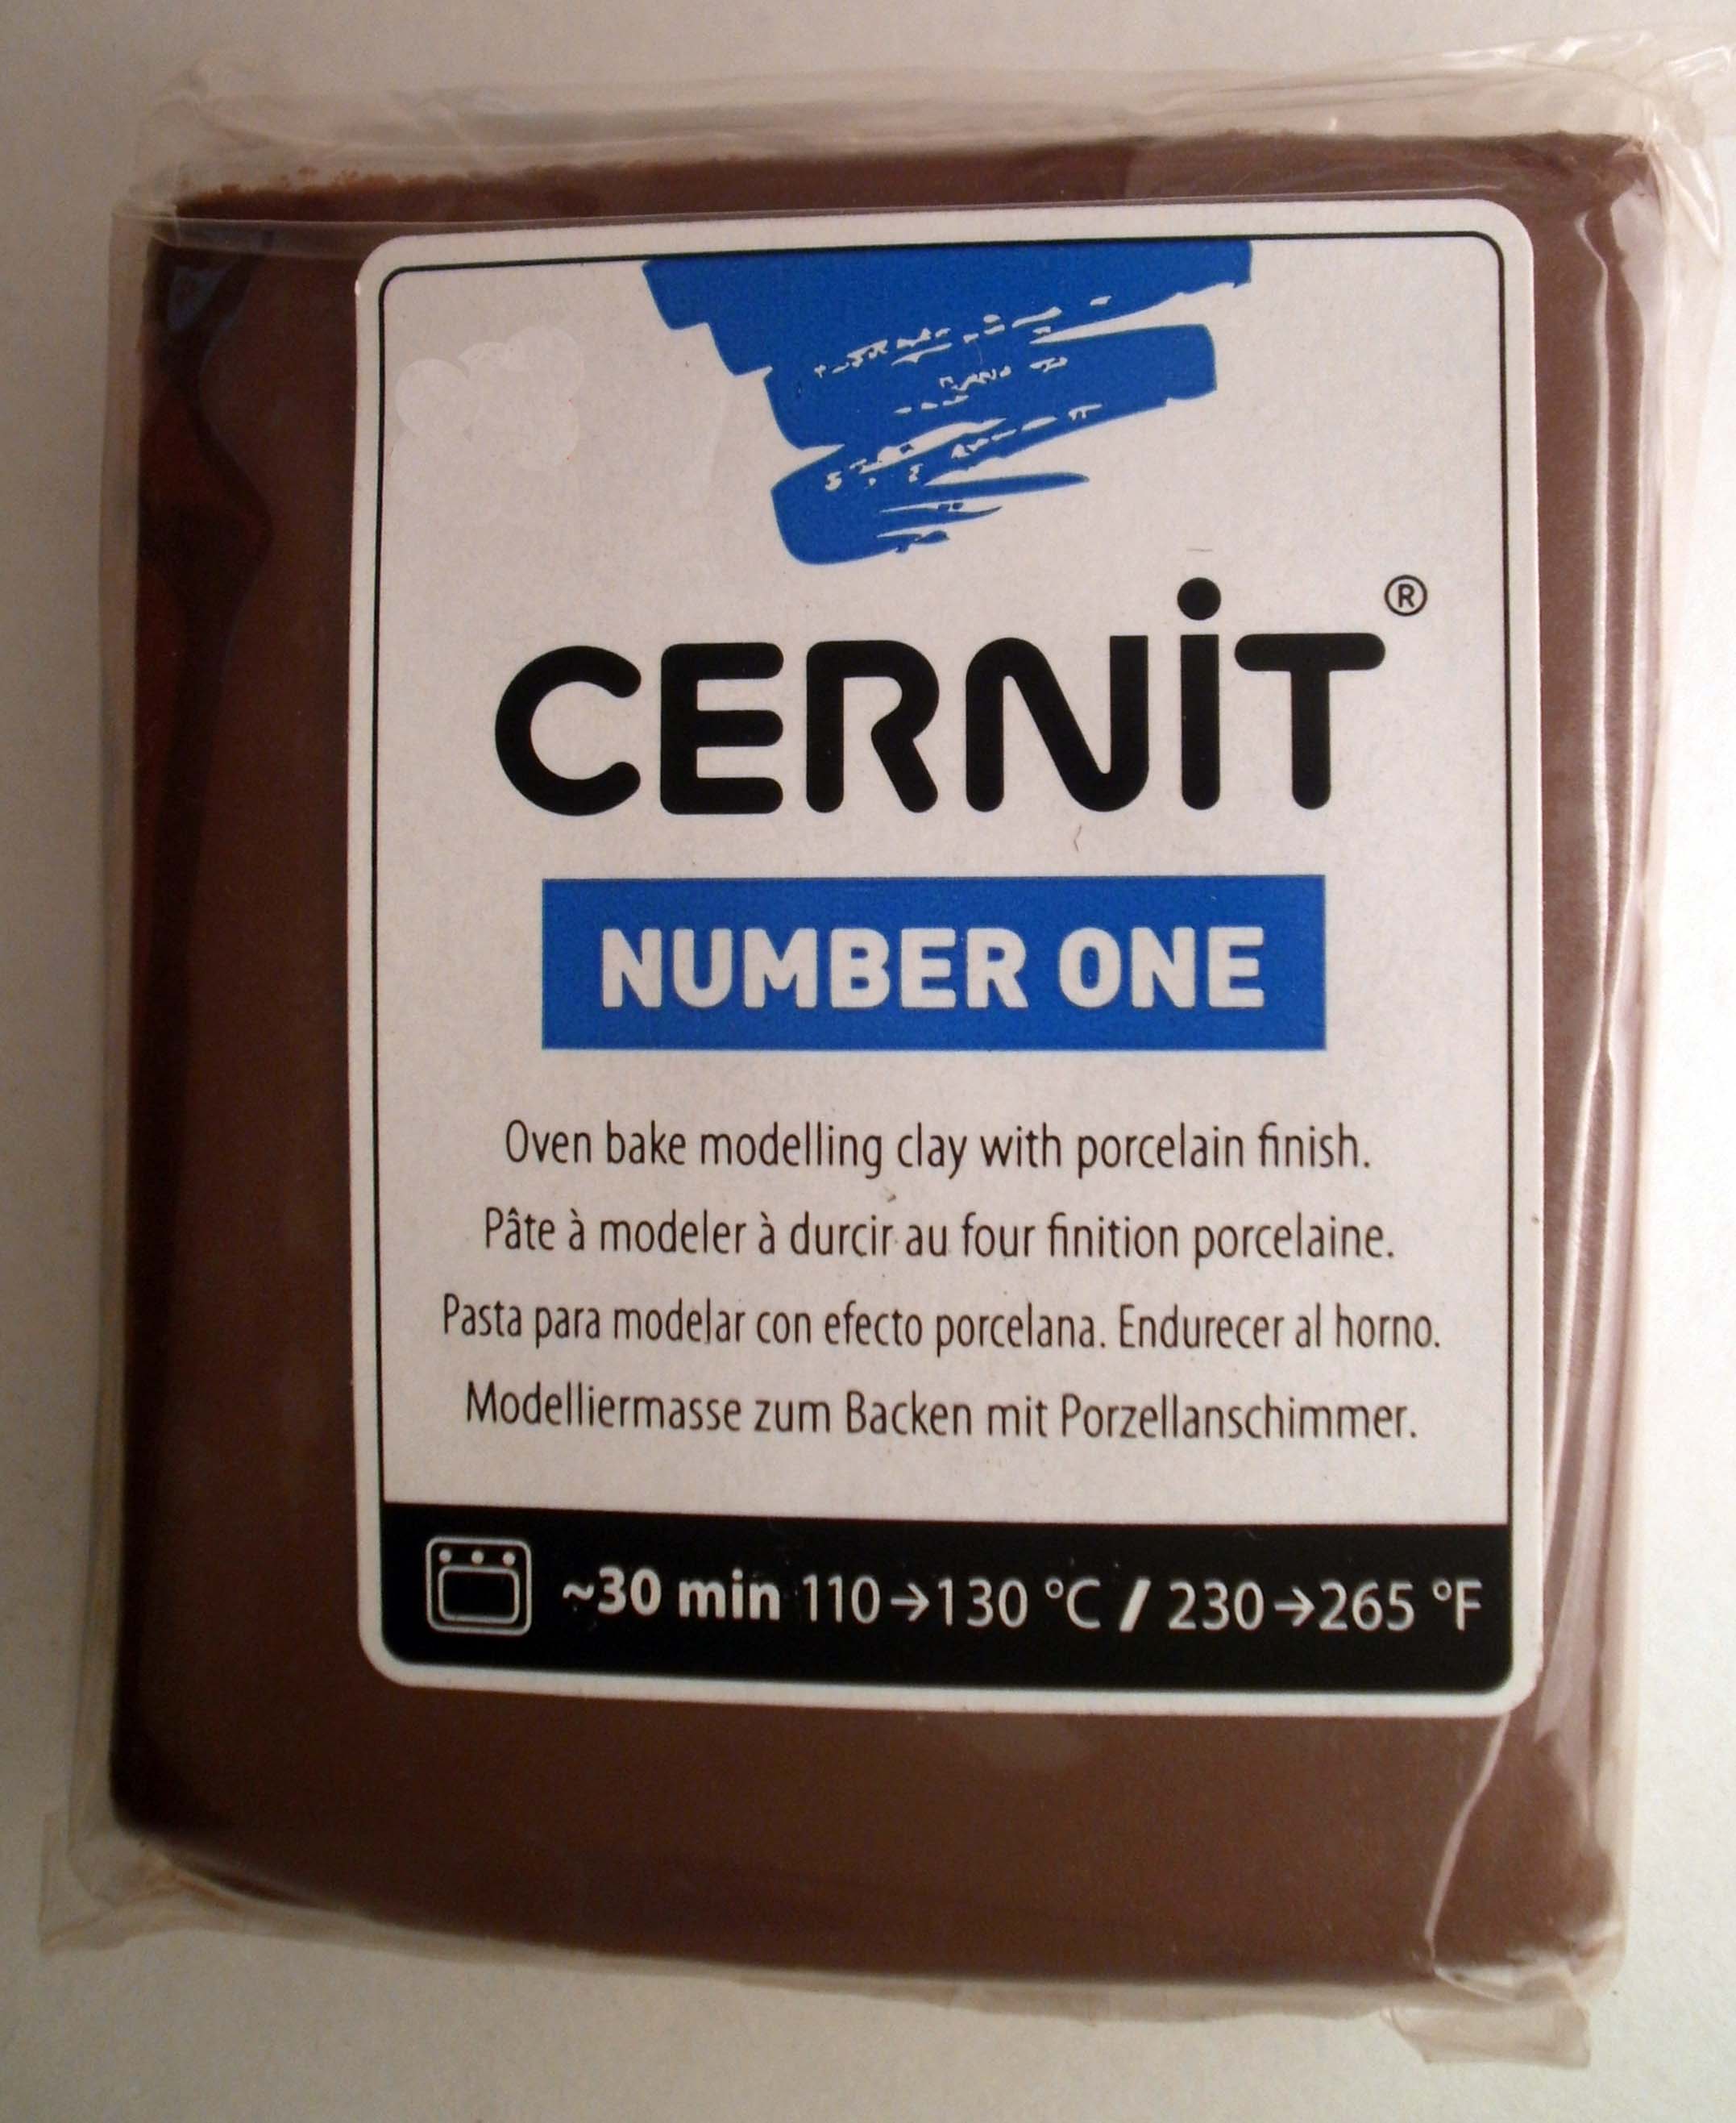 CERNiT®
NUMBER ONE
Oven bake modelling clay with porcelain finish.
Pâte à modeler à durcir au four finition porcelaine.
Pasta para modelar con efecto porcelana. Endurecer al horno.
Modelliermasse zum Backen mit Porzellanschimmer.
~30 min 110→130 °C / 230→265 °F